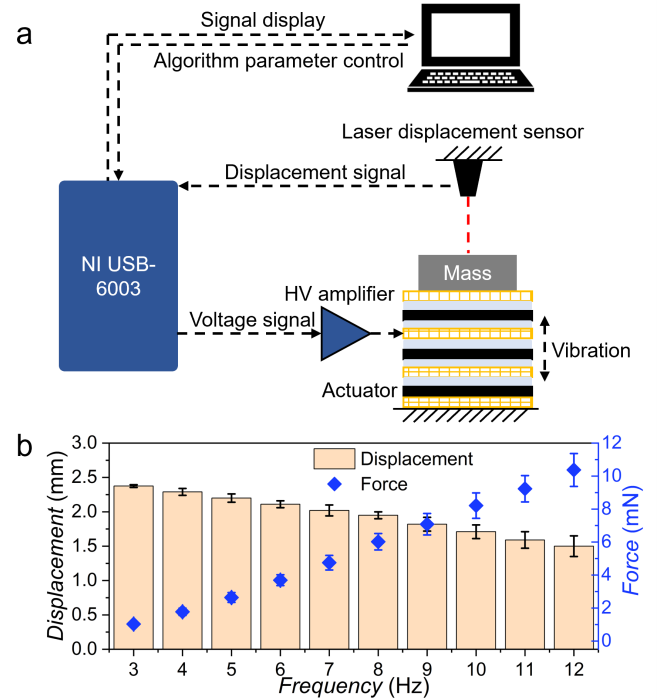 a
Signal display
Algorithm parameter control
Laser displacement sensor
Displacement signal
NI USB-
6003
Mass
HV amplifier
Voltage signal
Vibration
Actuator
b
Displacement (mm)
3.0
2.5
2.0
1.5
1.0
0.5
0.0
Displacement
Force
12
10
8
6
4
2
0
Force (mN)
3 4 5 6 7 8 9 10 11 12
Frequency (Hz)